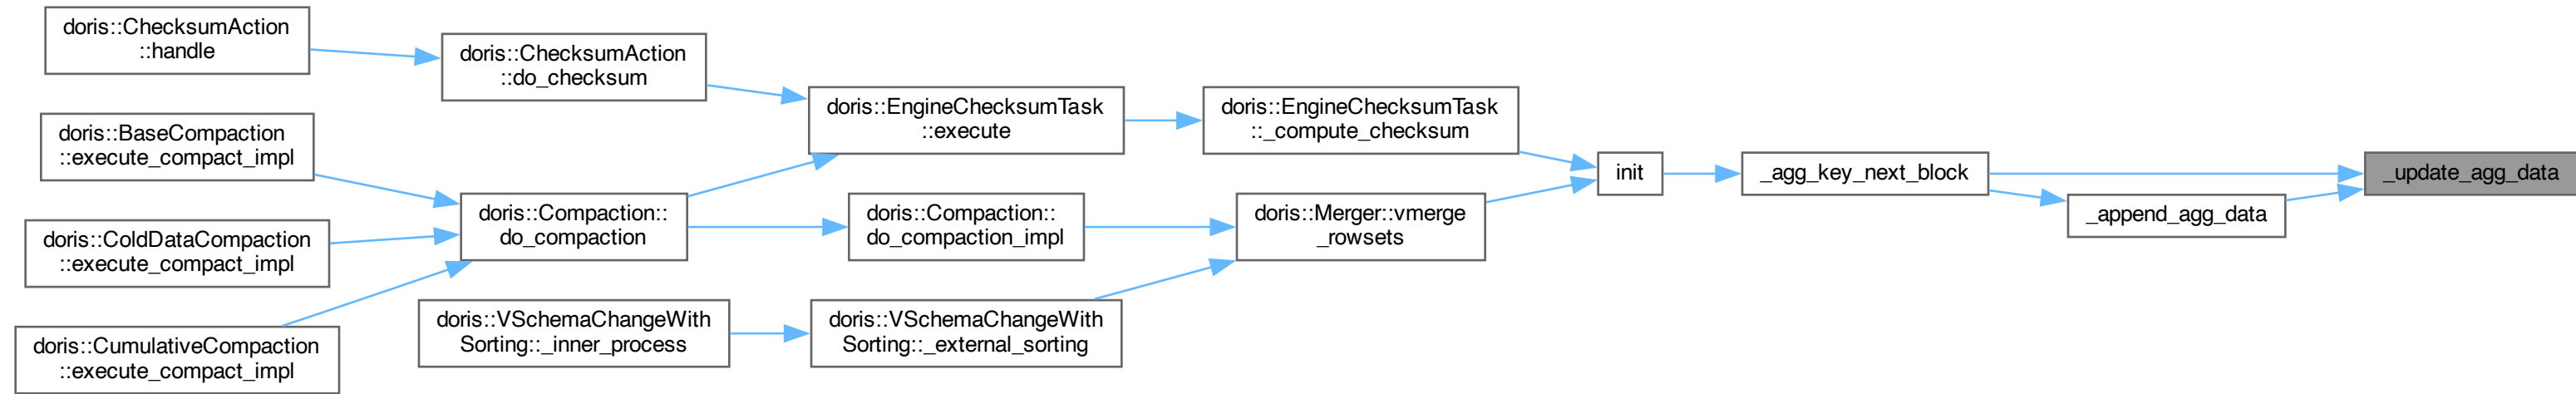 doris::ChecksumAction
::handle
doris::ChecksumAction
::do_checksum
doris::EngineChecksumTask
::execute
doris::EngineChecksumTask
::_compute_checksum
doris::BaseCompaction
::execute_compact_impl
init
_agg_key_next_block
_update_agg_data
_append_agg_data
doris::Compaction::
do_compaction
doris::Compaction::
do_compaction_impl
doris::Merger::vmerge
_rowsets
doris::ColdDataCompaction
::execute_compact_impl
doris::VSchemaChangeWith
Sorting::_inner_process
doris::VSchemaChangeWith
Sorting::_external_sorting
doris::CumulativeCompaction
::execute_compact_impl